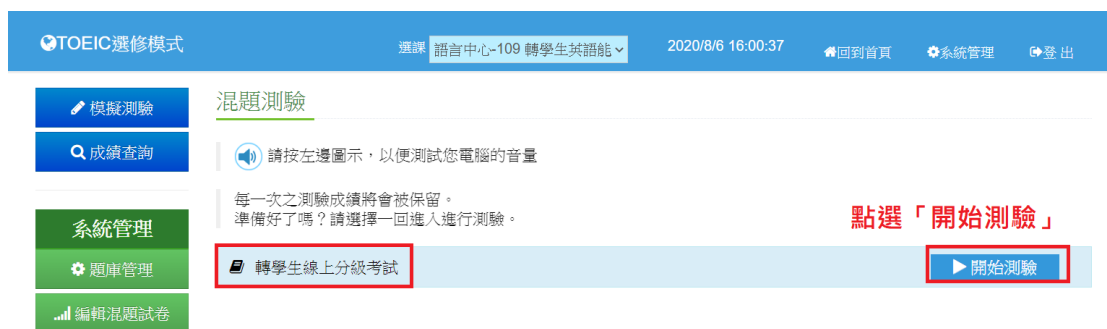 TOEIC選修模式
選課 語言中心-109 轉學生英語能
2020/8/6 16:00:37
回到首頁
系統管理
登 出
模擬測驗
成績查詢
系統管理
題庫管理
編輯混題試卷
混題測驗
請按左邊圖示，以便測試您電腦的音量
每一次之測驗成績將會被保留。
準備好了嗎？請選擇一回進入進行測驗。
點選「開始測驗」
轉學生線上分級考試
開始測驗